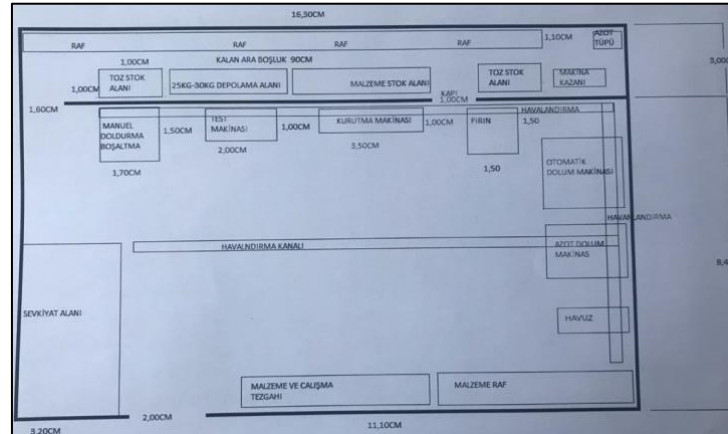 16,30CM
RAF
RAF
RAF
RAF
1,10CM
AZOT
TÜPÜ
3,00
1,00CM
KALAN ARA BOŞLUK 90CM
1,00CM
TOZ STOK
ALANI
25KG-30KG DEPOLAMA ALANI
MALZEME STOK ALANI
KAPI
1,00CM
TOZ STOK
ALANI
MAKİNA
KAZANI
1,60CM
HAVALANDIRMA
MANUEL
DOLDURMA
BOŞALTMA
1,50CM
TEST
MAKİNASI
1,00CM
KURUTMA MAKİNASI
1,00CM
FIRIN
1,50
1,70CM
2,00CM
3,50CM
1,50
OTOMATİK
DOLUM MAKİNASI
HAVANLANDIRMA
HAVALNDIRMA KANALI
AZOT DOLUM
MAKİNAS
8,4
SEVKİYAT ALANI
HAVUZ
MALZEME VE CALIŞMA
TEZGAHI
MALZEME RAF
3,20CM
2,00CM
11,10CM